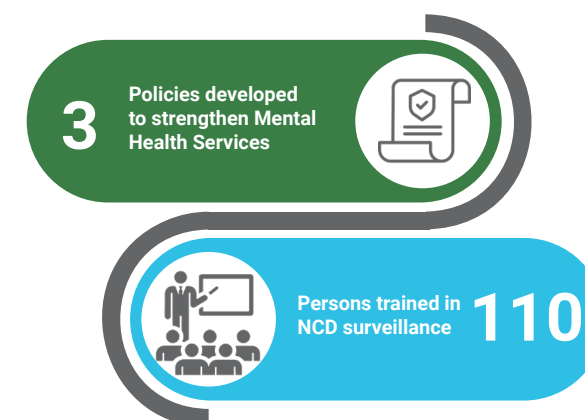 3
Policies developed
to strengthen Mental
Health Services
Persons trained in
NCD surveillance
110